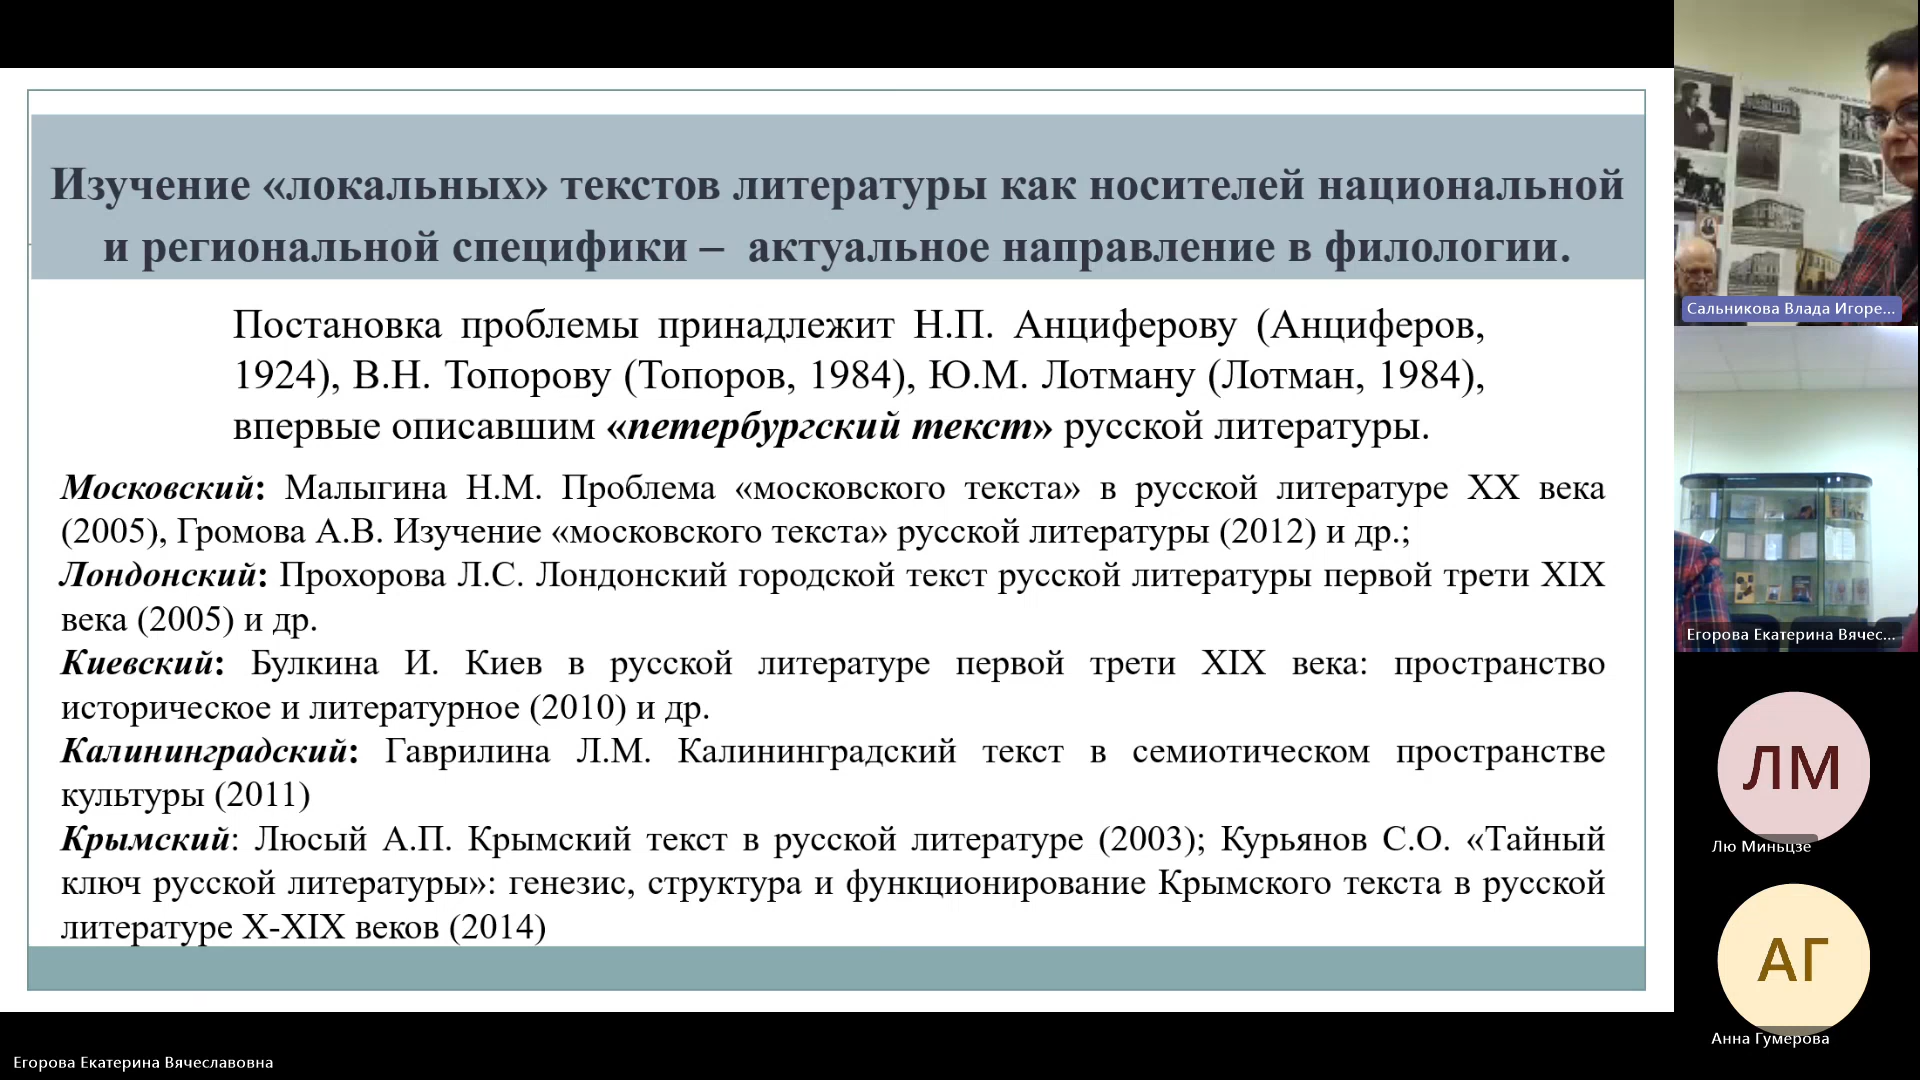 Изучение «локальных» текстов литературы как носителей национальной
и региональной специфики – актуальное направление в филологии.
Постановка проблемы принадлежит Н.П. Анциферову (Анциферов,
1924), В.Н. Топорову (Топоров, 1984), Ю.М. Лотману (Лотман, 1984),
впервые описавшим «петербургский текст» русской литературы.
Московский: Малыгина Н.М. Проблема «московского текста» в русской литературе XX века
(2005), Громова А.В. Изучение «московского текста» русской литературы (2012) и др.;
Лондонский: Прохорова Л.С. Лондонский городской текст русской литературы первой трети XIX
века (2005) и др.
Киевский: Булкина И. Киев в русской литературе первой трети XIX века: пространство
историческое и литературное (2010) и др.
Калининградский: Гаврилина Л.М. Калининградский текст в семиотическом пространстве
культуры (2011)
Крымский: Люсый А.П. Крымский текст в русской литературе (2003); Курьянов С.О. «Тайный
ключ русской литературы»: генезис, структура и функционирование Крымского текста в русской
литературе X-XIX веков (2014)
Сальникова Влада Игоре...
Егорова Екатерина Вячес...
ЛМ
Лю Миньцзе
АГ
Анна Гумерова
Егорова Екатерина Вячеславовна